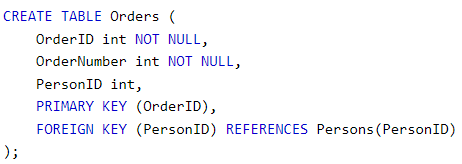 CREATE TABLE Orders (
    OrderID int NOT NULL,
    OrderNumber int NOT NULL,
    PersonID int,
    PRIMARY KEY (OrderID),
    FOREIGN KEY (PersonID) REFERENCES Persons(PersonID)
);